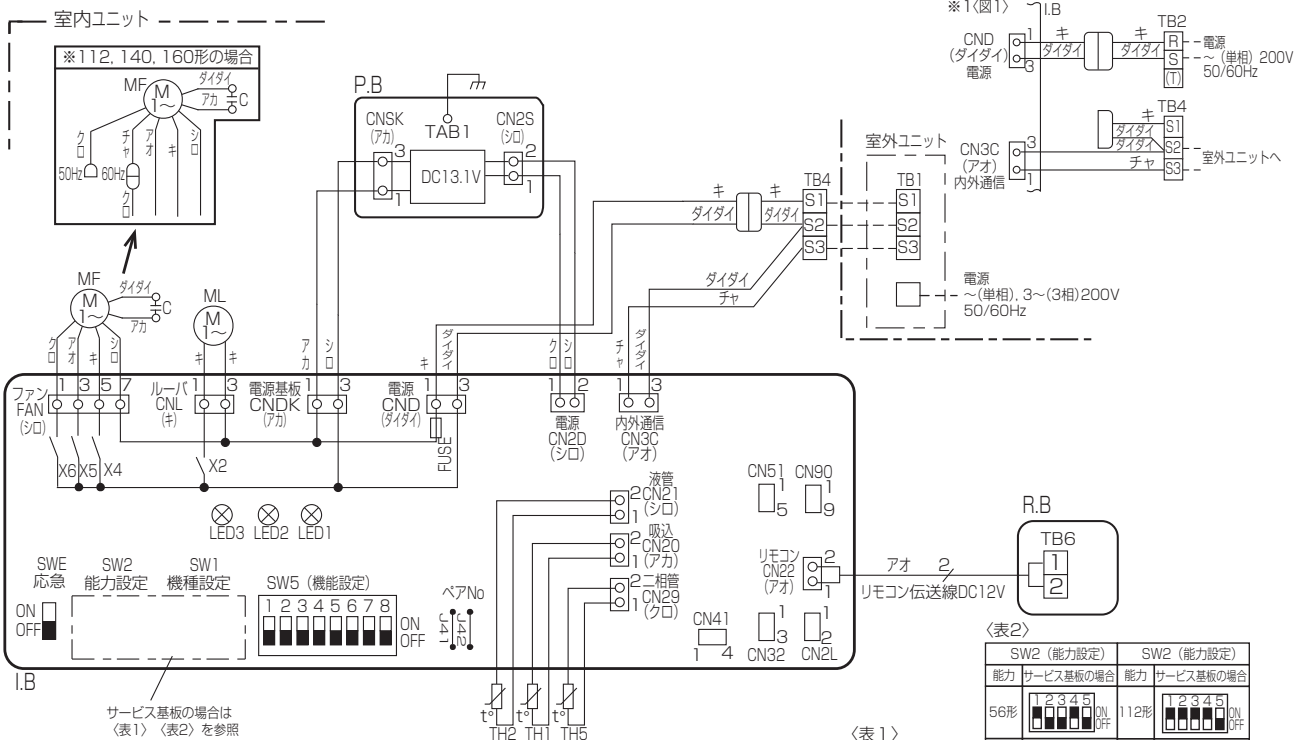 室内ユニット
※112, 140, 160形の場合
MF
M
1～
ダイダイ
アカ
C
クロ
チャ
アオ
キ
シロ
50Hz
60Hz
クロ
P.B
CNSK
(アカ)
3
1
TAB1
DC13.1V
CN2S
(シロ)
2
1
※1〈図1〉
I.B
CND
(ダイダイ)
電源
1
3
キ
ダイダイ
キ
ダイダイ
TB2
R
S
(T)
電源
～(単相) 200V
50/60Hz
CN3C
(アオ)
内外通信
3
1
キ
ダイダイ
ダイダイ
チャ
TB4
S1
S2
S3
室外ユニットへ
キ
ダイダイ
キ
ダイダイ
TB4
S1
S2
S3
室外ユニット
TB1
S1
S2
S3
電源
～(単相), 3～(3相)200V
50/60Hz
ダイダイ
チャ
MF
M
1～
ダイダイ
アカ
C
クロ
アオ
キ
シロ
ML
M
1～
キ
キ
アカ
シロ
キ
ダイダイ
クロ
シロ
チャ
ダイダイ
ファン
FAN
(シロ)
1 3 5 7
ルーバ
CNL
(キ)
1 3
電源基板
CNDK
(アカ)
1 3
電源
CND
(ダイダイ)
1 3
1 2
電源
CN2D
(シロ)
1 3
内外通信
CN3C
(アオ)
X6 X5 X4
X2
FUSE
LED3 LED2 LED1
液管
2 CN21
1 (シロ)
吸込
2 CN20
1 (アカ)
2 二相管
CN29
1 (クロ)
CN51
1
5
CN90
1
9
リモコン
CN22
(アオ)
2
1
アオ 2
リモコン伝送線DC12V
R.B
TB6
1
2
SWE
応急
ON
OFF
SW2
能力設定
SW1
機種設定
SW5 (機能設定)
1 2 3 4 5 6 7 8
ON
OFF
ペアNo
J41
J42
CN41
1 4
1
3
CN32
1
2
CN2L
I.B
サービス基板の場合は
〈表1〉〈表2〉を参照
t° t° t°
TH2 TH1 TH5
〈表1〉
〈表2〉
SW2 (能力設定) SW2 (能力設定)
能力 サービス基板の場合 能力 サービス基板の場合
56形 1 2 3 4 5 ON OFF 112形 1 2 3 4 5 ON OFF